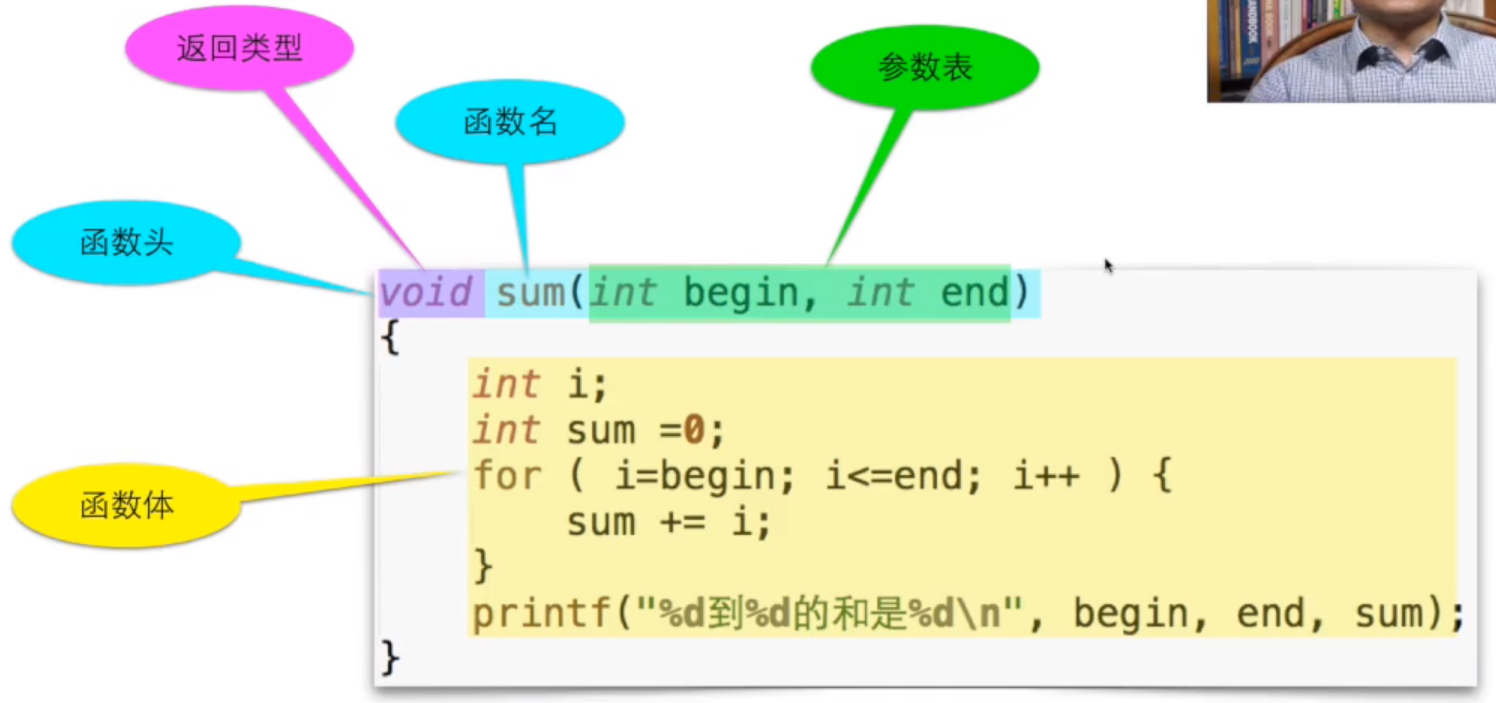 返回类型
函数名
参数表
函数头
void sum(int begin, int end)
{
int i;
int sum =0;
for ( i=begin; i<=end; i++ ) {
sum += i;
}
printf("%d到%d的和是%d\n", begin, end, sum);
}
函数体